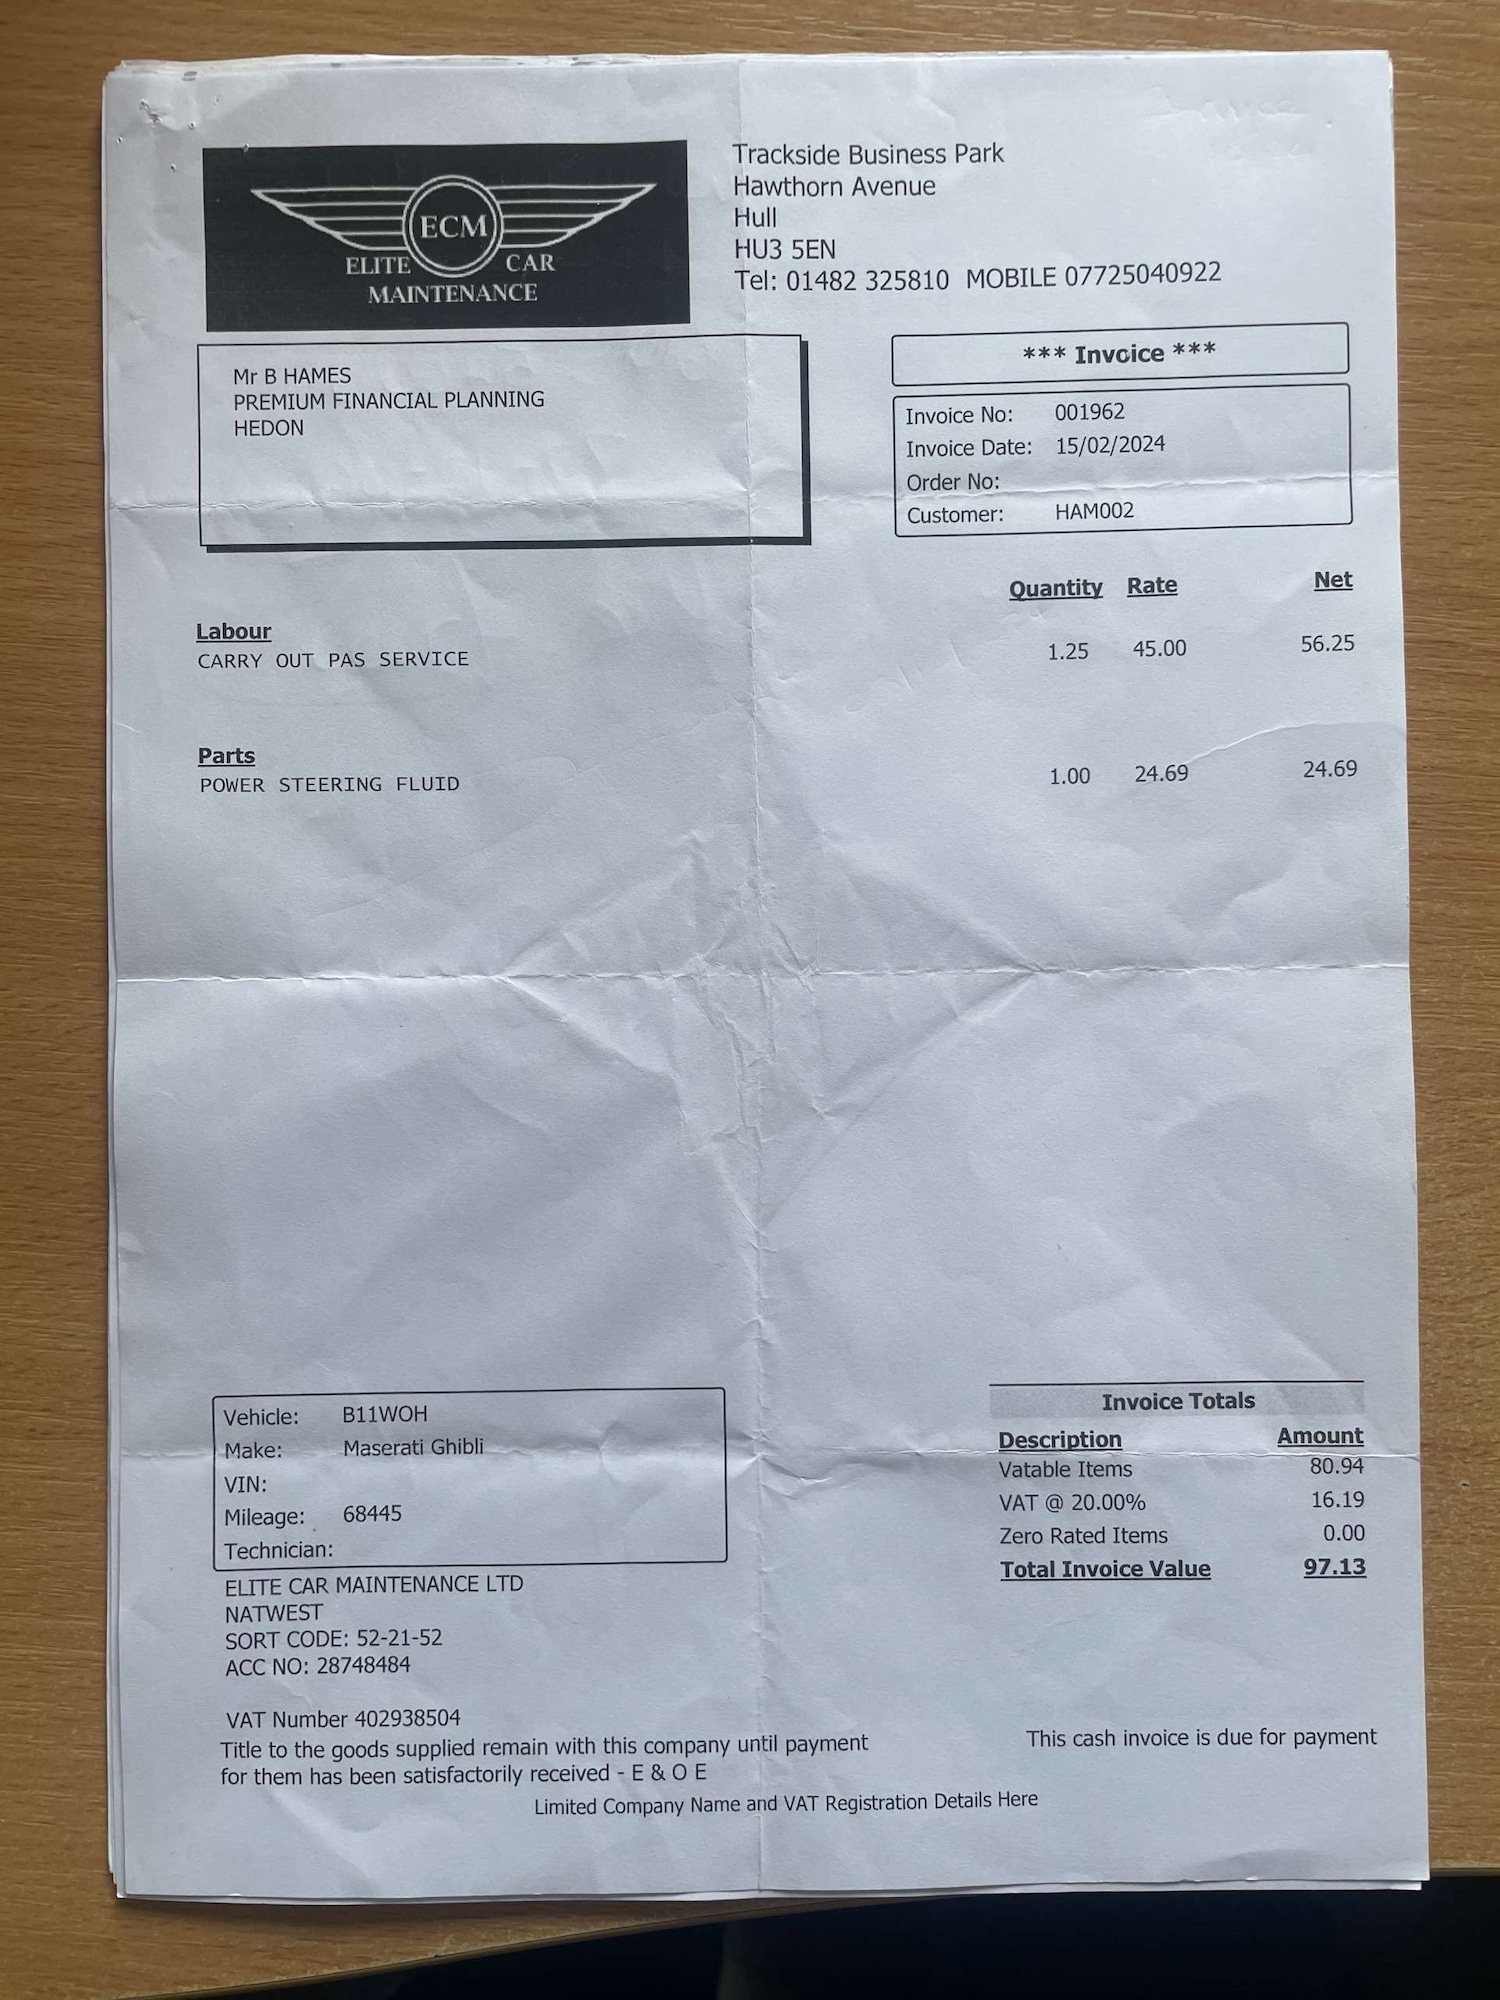 ECM
ELITE CAR
MAINTENANCE
Trackside Business Park
Hawthorn Avenue
Hull
HU3 5EN
Tel: 01482 325810 MOBILE 07725040922
Mr B HAMES
PREMIUM FINANCIAL PLANNING
HEDON
*** Invoice ***
Invoice No: 001962
Invoice Date: 15/02/2024
Order No:
Customer: HAM002
Quantity Rate Net
Labour
CARRY OUT PAS SERVICE 1.25 45.00 56.25
Parts
POWER STEERING FLUID 1.00 24.69 24.69
Vehicle: B11WOH
Make: Maserati Ghibli
VIN:
Mileage: 68445
Technician:
Invoice Totals
Description Amount
Vatable Items 80.94
VAT @ 20.00% 16.19
Zero Rated Items 0.00
Total Invoice Value 97.13
ELITE CAR MAINTENANCE LTD
NATWEST
SORT CODE: 52-21-52
ACC NO: 28748484
VAT Number 402938504
Title to the goods supplied remain with this company until payment
for them has been satisfactorily received - E & O E
This cash invoice is due for payment
Limited Company Name and VAT Registration Details Here